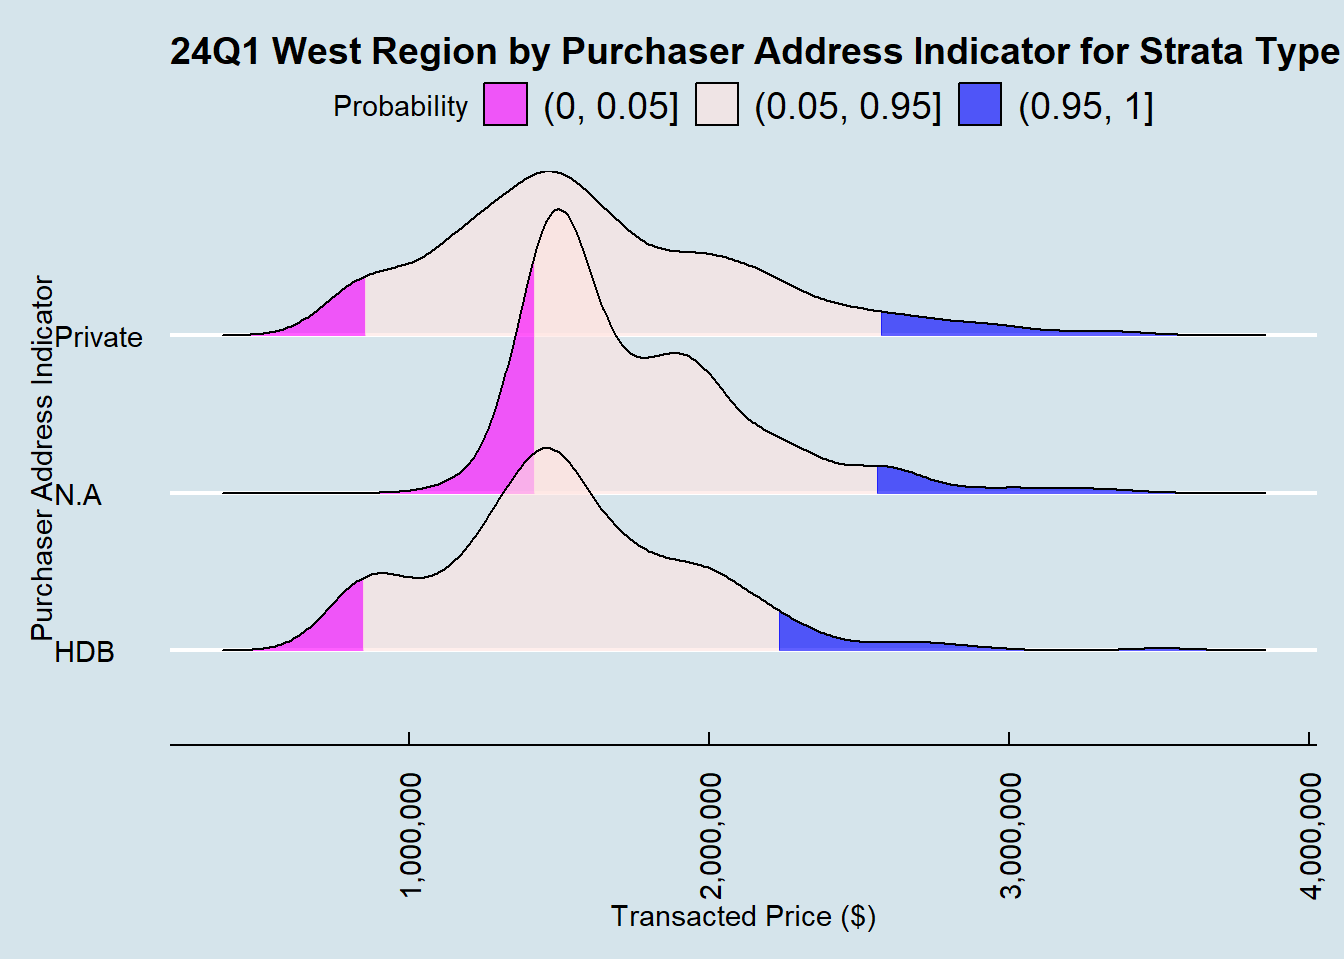 24Q1 West Region by Purchaser Address Indicator for Strata Type
Probability (0, 0.05] (0.05, 0.95] (0.95, 1]
Purchaser Address Indicator
Private
N.A
HDB
1,000,000
2,000,000
3,000,000
4,000,000
Transacted Price ($)